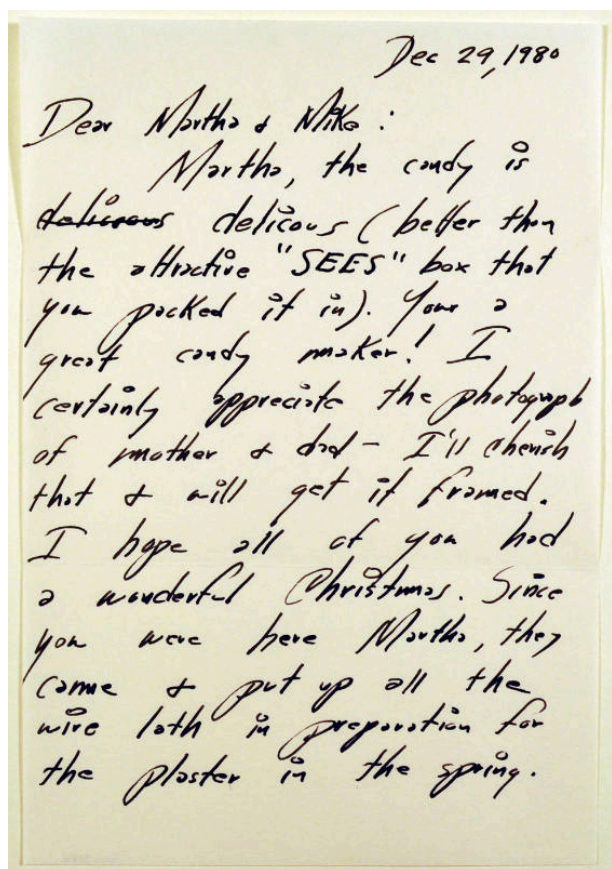 Dec 29, 1980
Dear Martha & Mike:
Martha, the candy is
delicous delicous (better than
the attractive "SEES" box that
you packed it in). Your a
great candy maker! I
certainly appreciate the photograph
of mother & dad - I'll cherish
that & will get it framed.
I hope all of you had
a wonderful Christmas. Since
you were here Martha, they
came & put up all the
wire lath in preparation for
the plaster in the spring.